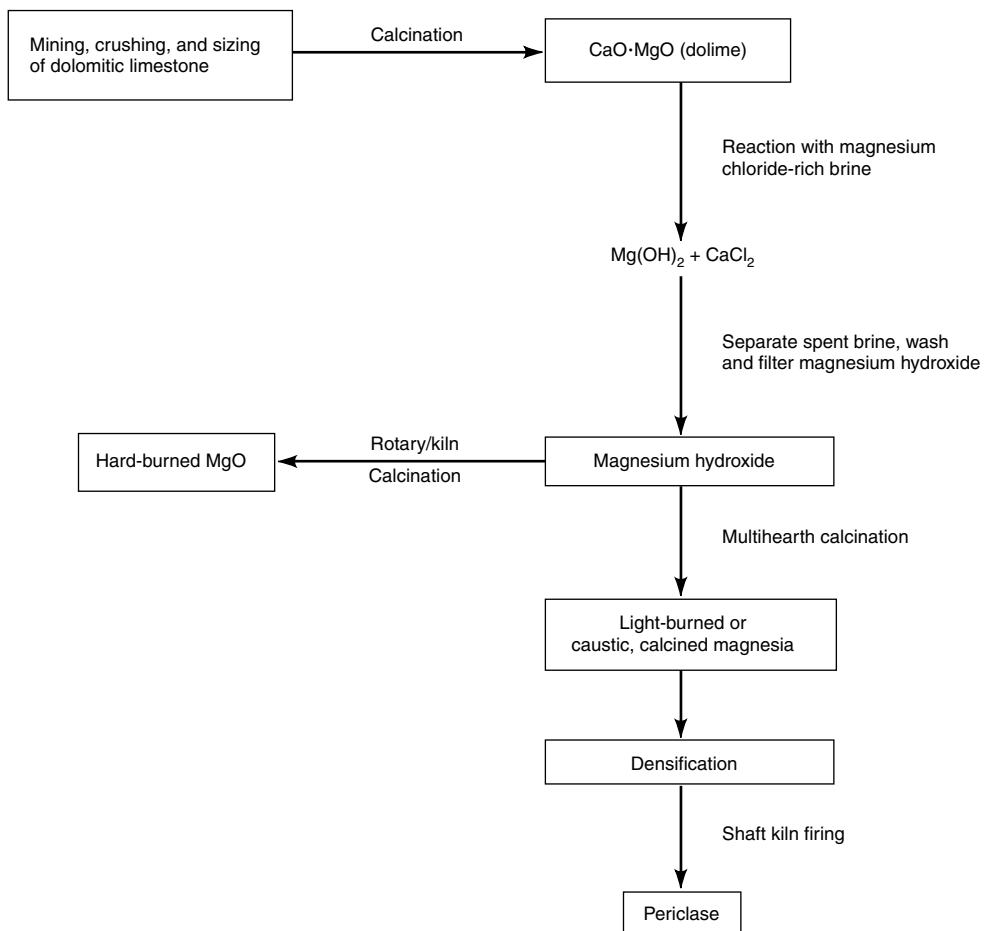 Mining, crushing, and sizing
of dolomitic limestone
Calcination
CaO·MgO (dolime)
Reaction with magnesium
chloride-rich brine
Mg(OH)₂ + CaCl₂
Separate spent brine, wash
and filter magnesium hydroxide
Hard-burned MgO
Rotary/kiln
Calcination
Magnesium hydroxide
Multihearth calcination
Light-burned or
caustic, calcined magnesia
Densification
Shaft kiln firing
Periclase